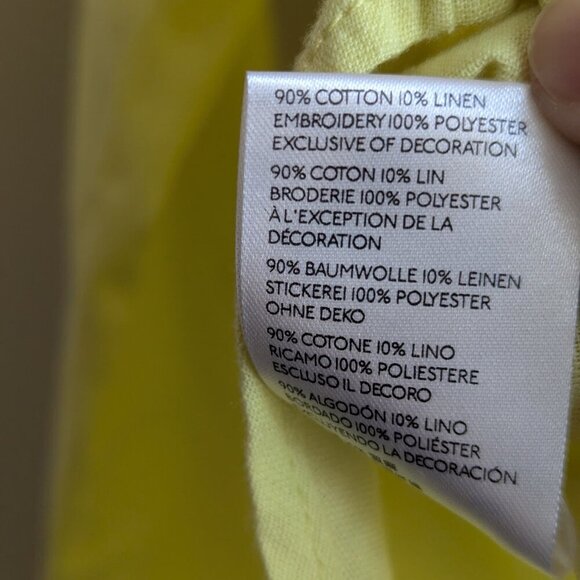 90% COTTON 10% LINEN
EMBROIDERY 100% POLYESTER
EXCLUSIVE OF DECORATION
90% COTON 10% LIN
BRODERIE 100% POLYESTER
À L'EXCEPTION DE LA
DÉCORATION
90% BAUMWOLLE 10% LEINEN
STICKEREI 100% POLYESTER
OHNE DEKO
90% COTONE 10% LINO
RICAMO 100% POLIESTERE
ESCLUSO IL DECORO
90% ALGODÓN 10% LINO
BORDADO 100% POLIÉSTER
LA DECORACIÓN